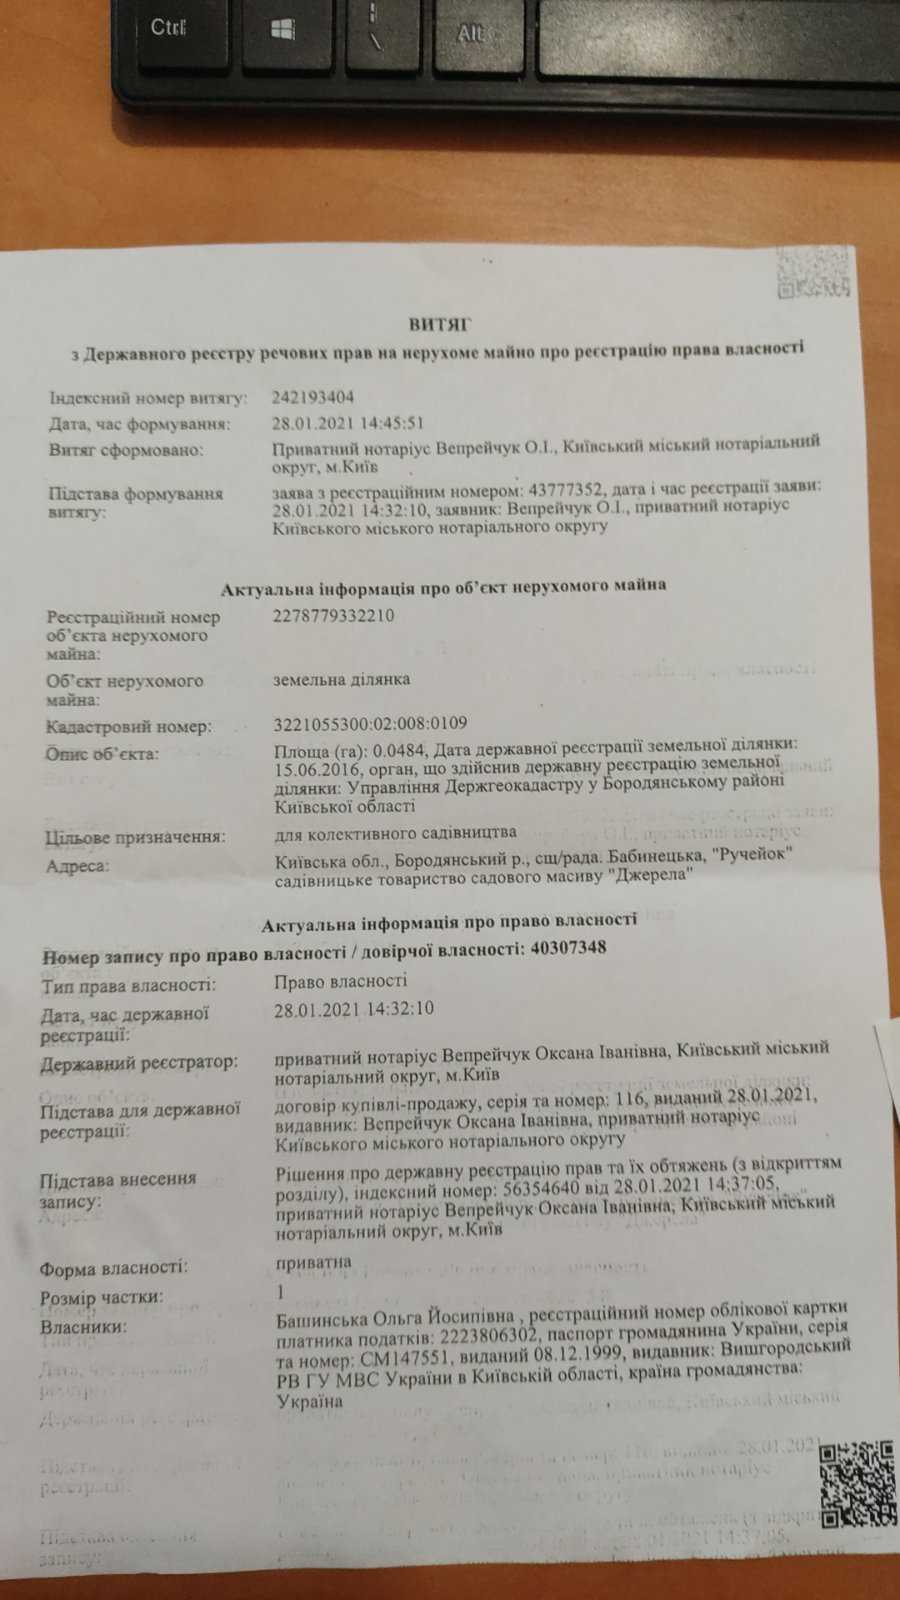 Ctrl
Alt
ВИТЯГ
з Державного реєстру речових прав на нерухоме майно про реєстрацію права власності
Індексний номер витягу: 242193404
Дата, час формування: 28.01.2021 14:45:51
Витяг сформовано: Приватний нотаріус Вепрейчук О.І., Київський міський нотаріальний
округ, м.Київ
Підстава формування заява з реєстраційним номером: 43777352, дата і час реєстрації заяви:
витягу: 28.01.2021 14:32:10, заявник: Вепрейчук О.І., приватний нотаріус
Київського міського нотаріального округу
Актуальна інформація про об’єкт нерухомого майна
Реєстраційний номер 2278779332210
об’єкта нерухомого
майна:
Об’єкт нерухомого земельна ділянка
майна:
Кадастровий номер: 3221055300:02:008:0109
Опис об’єкта: Площа (га): 0.0484, Дата державної реєстрації земельної ділянки:
15.06.2016, орган, що здійснив державну реєстрацію земельної
ділянки: Управління Держгеокадастру у Бородянському районі
Київської області
Цільове призначення: для колективного садівництва
Адреса: Київська обл., Бородянський р., сщ/рада. Бабинецька, "Ручейок"
садівницьке товариство садового масиву "Джерела"
Актуальна інформація про право власності
Номер запису про право власності / довірчої власності: 40307348
Тип права власності: Право власності
Дата, час державної 28.01.2021 14:32:10
реєстрації:
Державний реєстратор: приватний нотаріус Вепрейчук Оксана Іванівна, Київський міський
нотаріальний округ, м.Київ
Підстава для державної договір купівлі-продажу, серія та номер: 116, виданий 28.01.2021,
реєстрації: видавник: Вепрейчук Оксана Іванівна, приватний нотаріус
Київського міського нотаріального округу
Підстава внесення Рішення про державну реєстрацію прав та їх обтяжень (з відкриттям
запису: розділу), індексний номер: 56354640 від 28.01.2021 14:37:05,
приватний нотаріус Вепрейчук Оксана Іванівна, Київський міський
нотаріальний округ, м.Київ
Форма власності: приватна
Розмір частки: 1
Власники: Башинська Ольга Йосипівна , реєстраційний номер облікової картки
платника податків: 2223806302, паспорт громадянина України, серія
та номер: СМ147551, виданий 08.12.1999, видавник: Вишгородський
РВ ГУ МВС України в Київській області, країна громадянства:
Україна